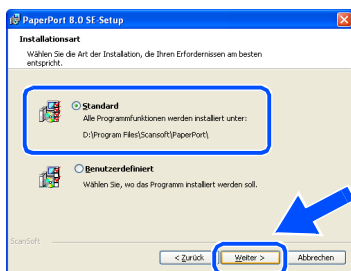 PaperPort 8.0 SE-Setup
Installationsart
Wählen Sie die Art der Installation, die Ihren Erfordernissen am besten
entspricht.
Standard
Alle Programmfunktionen werden installiert unter:
D:\Program Files\Scansoft\PaperPort\
Benutzerdefiniert
Wählen Sie, wo das Programm installiert werden soll.
ScanSoft
< Zurück Weiter > Abbrechen